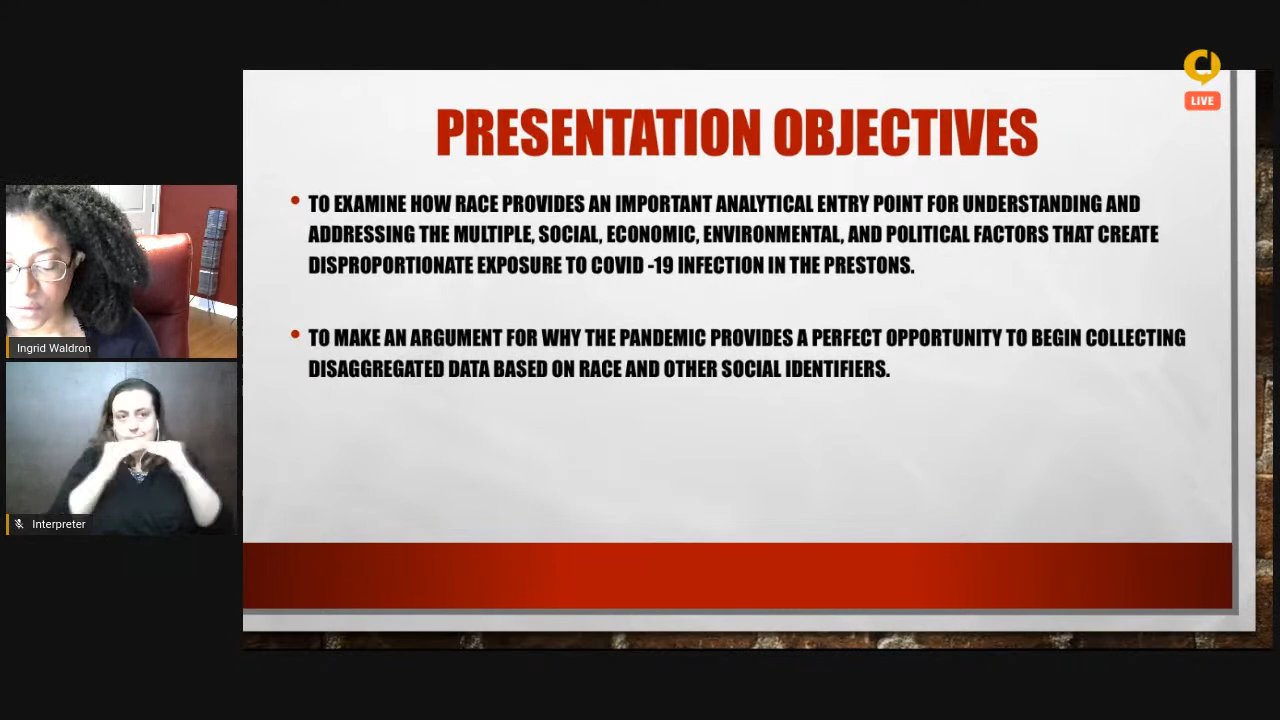 LIVE
PRESENTATION OBJECTIVES
• TO EXAMINE HOW RACE PROVIDES AN IMPORTANT ANALYTICAL ENTRY POINT FOR UNDERSTANDING AND
ADDRESSING THE MULTIPLE, SOCIAL, ECONOMIC, ENVIRONMENTAL, AND POLITICAL FACTORS THAT CREATE
DISPROPORTIONATE EXPOSURE TO COVID -19 INFECTION IN THE PRESTONS.
• TO MAKE AN ARGUMENT FOR WHY THE PANDEMIC PROVIDES A PERFECT OPPORTUNITY TO BEGIN COLLECTING
DISAGGREGATED DATA BASED ON RACE AND OTHER SOCIAL IDENTIFIERS.
Ingrid Waldron
Interpreter